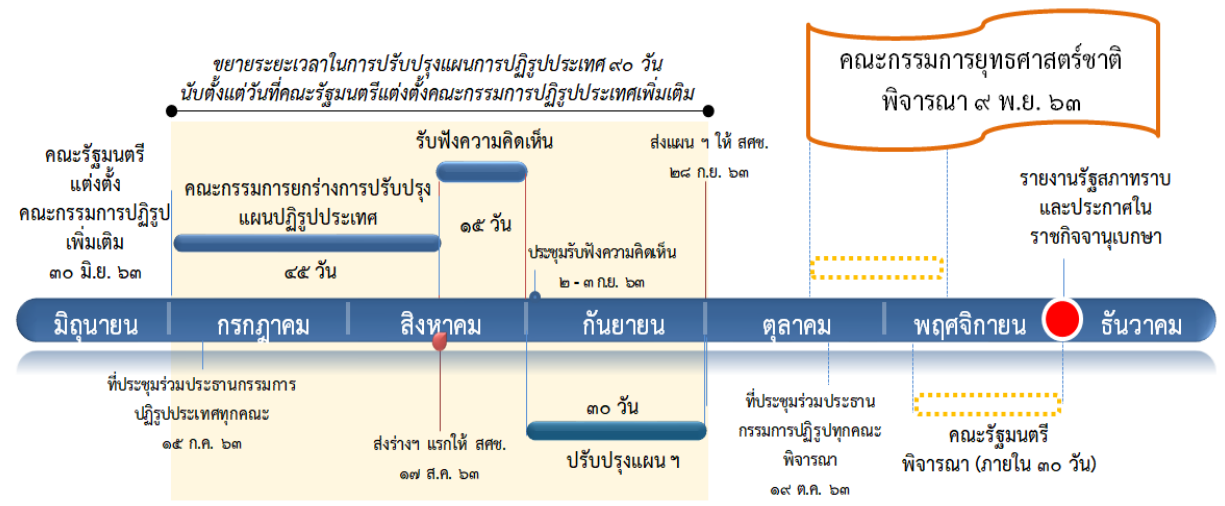 ขยายระยะเวลาในการปรับปรุงแผนการปฏิรูปประเทศ ๙๐ วัน
นับตั้งแต่วันที่คณะรัฐมนตรีแต่งตั้งคณะกรรมการปฏิรูปประเทศเพิ่มเติม
คณะกรรมการยุทธศาสตร์ชาติ
พิจารณา ๙ พ.ย. ๖๓
คณะรัฐมนตรี
แต่งตั้ง
คณะกรรมการปฏิรูป
เพิ่มเติม
๓๐ มิ.ย. ๖๓
คณะกรรมการยกร่างการปรับปรุง
แผนปฏิรูปประเทศ
๔๕ วัน
รับฟังความคิดเห็น
๑๕ วัน
ส่งแผน ฯ ให้ สศช.
๒๘ ก.ย. ๖๓
ประชุมรับฟังความคิดเห็น
๒ - ๓ ก.ย. ๖๓
รายงานรัฐสภาทราบ
และประกาศใน
ราชกิจจานุเบกษา
มิถุนายน
กรกฎาคม
สิงหาคม
กันยายน
ตุลาคม
พฤศจิกายน
ธันวาคม
ที่ประชุมร่วมประธานกรรมการ
ปฏิรูปประเทศทุกคณะ
๑๕ ก.ค. ๖๓
ส่งร่างฯ แรกให้ สศช.
๑๗ ส.ค. ๖๓
๓๐ วัน
ปรับปรุงแผน ฯ
ที่ประชุมร่วมประธาน
กรรมการปฏิรูปทุกคณะ
พิจารณา
๑๙ ต.ค. ๖๓
คณะรัฐมนตรี
พิจารณา (ภายใน ๓๐ วัน)